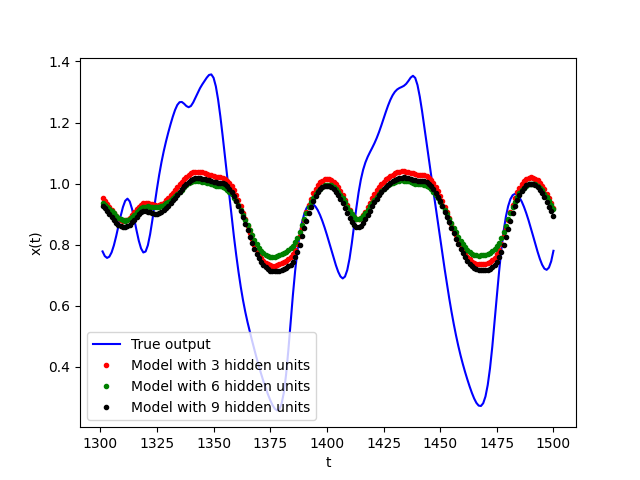 1.4
1.2
1.0
0.8
0.6
0.4
x(t)
True output
Model with 3 hidden units
Model with 6 hidden units
Model with 9 hidden units
1300 1325 1350 1375 1400 1425 1450 1475 1500
t